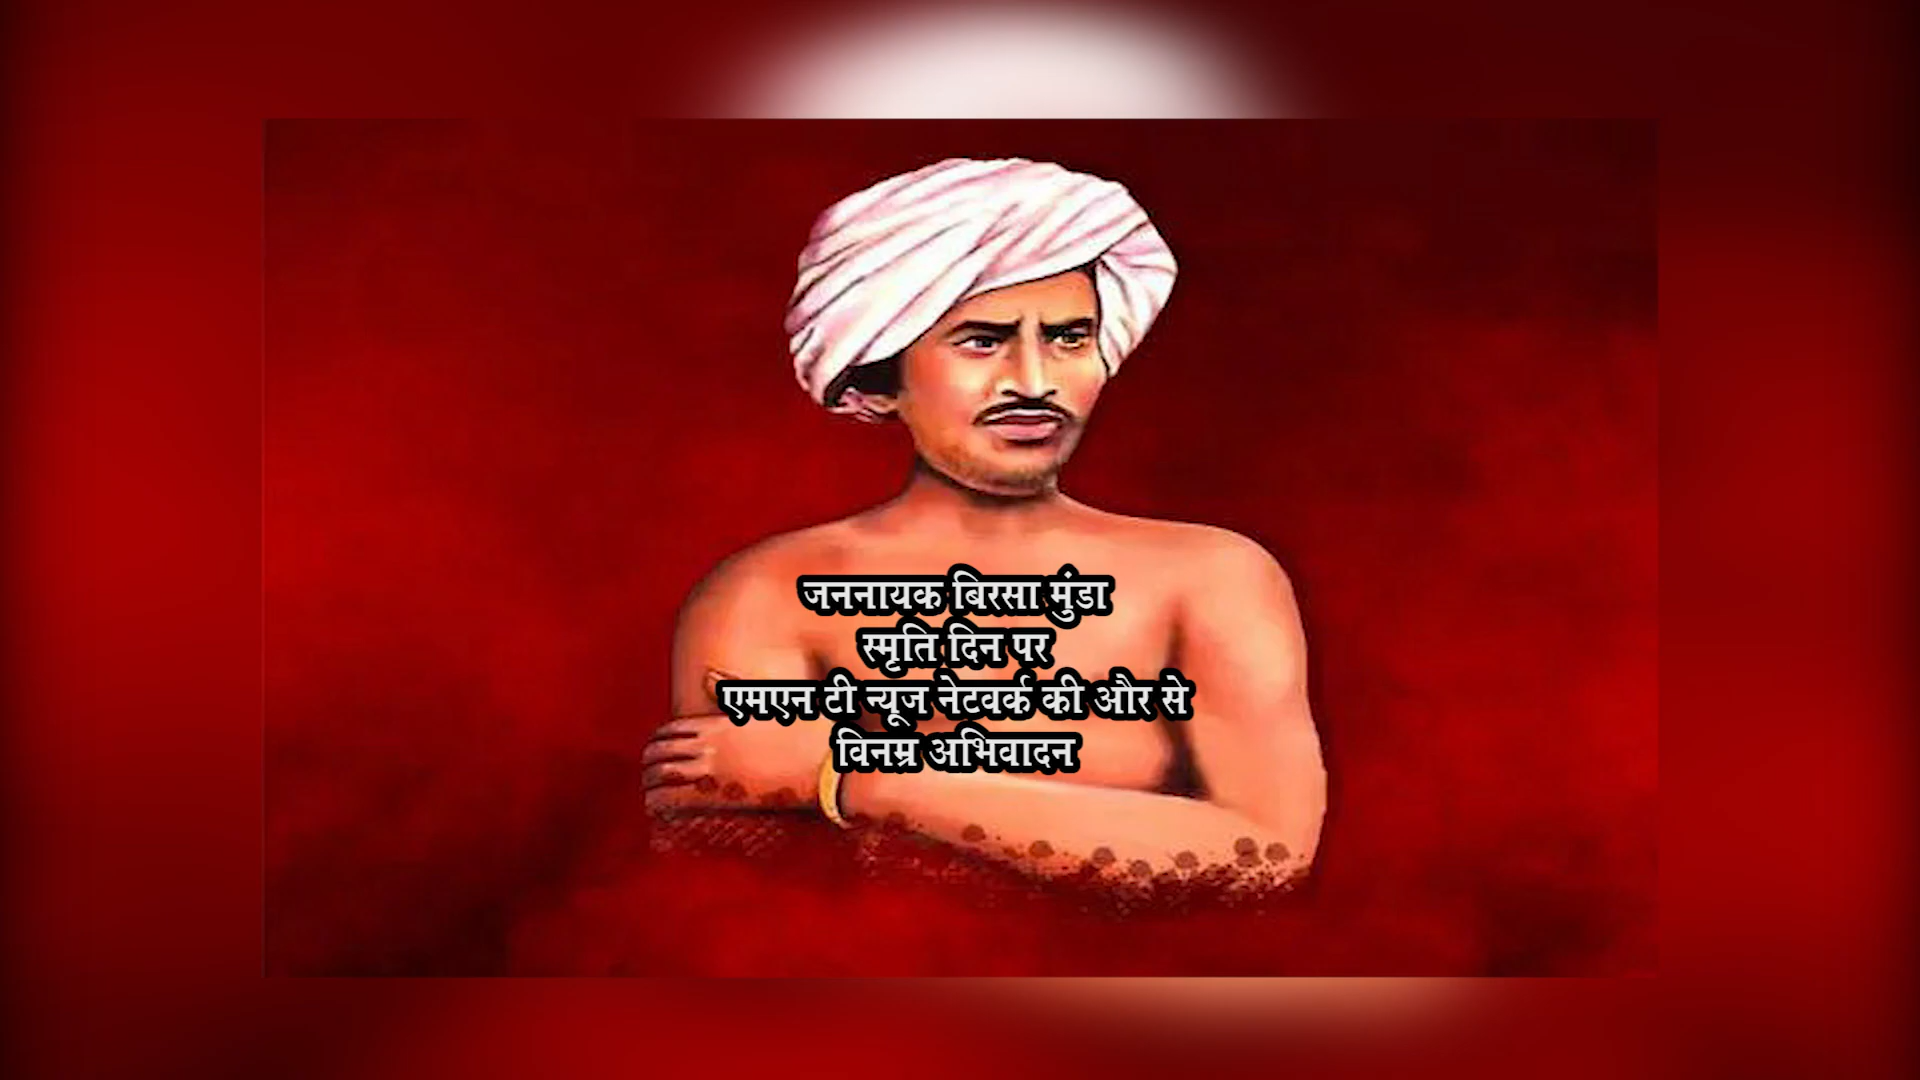 जननायक बिरसा मुंडा
स्मृति दिन पर
एमएन टी न्यूज नेटवर्क की और से
विनम्र अभिवादन